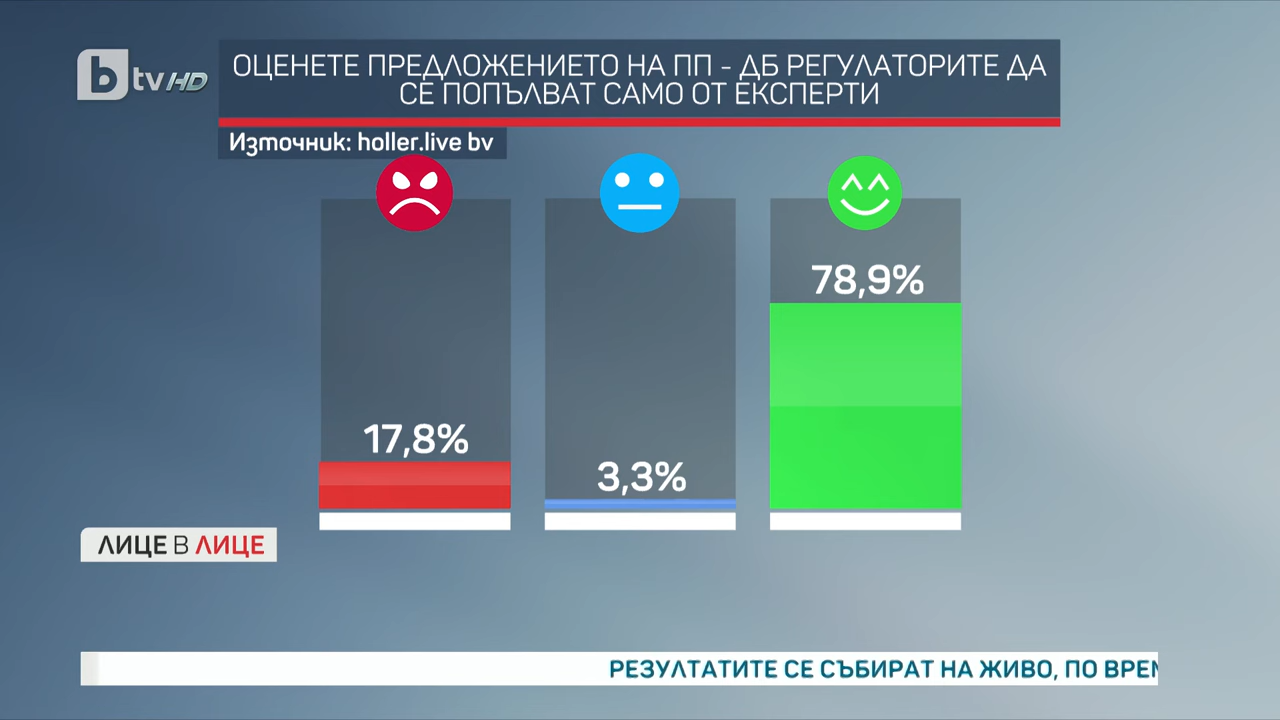 btv HD
ОЦЕНЕТЕ ПРЕДЛОЖЕНИЕТО НА ПП - ДБ РЕГУЛАТОРИТЕ ДА
СЕ ПОПЪЛВАТ САМО ОТ ЕКСПЕРТИ
Източник: holler.live bv
78,9%
17,8%
3,3%
ЛИЦЕ В ЛИЦЕ
РЕЗУЛТАТИТЕ СЕ СЪБИРАТ НА ЖИВО, ПО